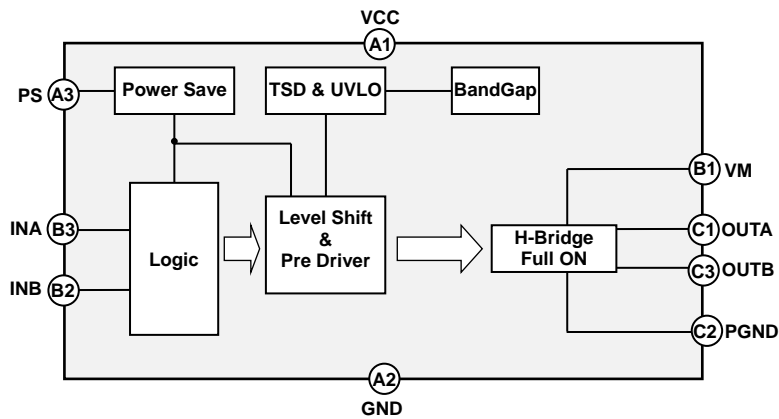 VCC
A1
PS
A3
Power Save
TSD & UVLO
BandGap
B1
VM
INA
B3
INB
B2
Logic
Level Shift
&
Pre Driver
H-Bridge
Full ON
C1
OUTA
C3
OUTB
C2
PGND
A2
GND